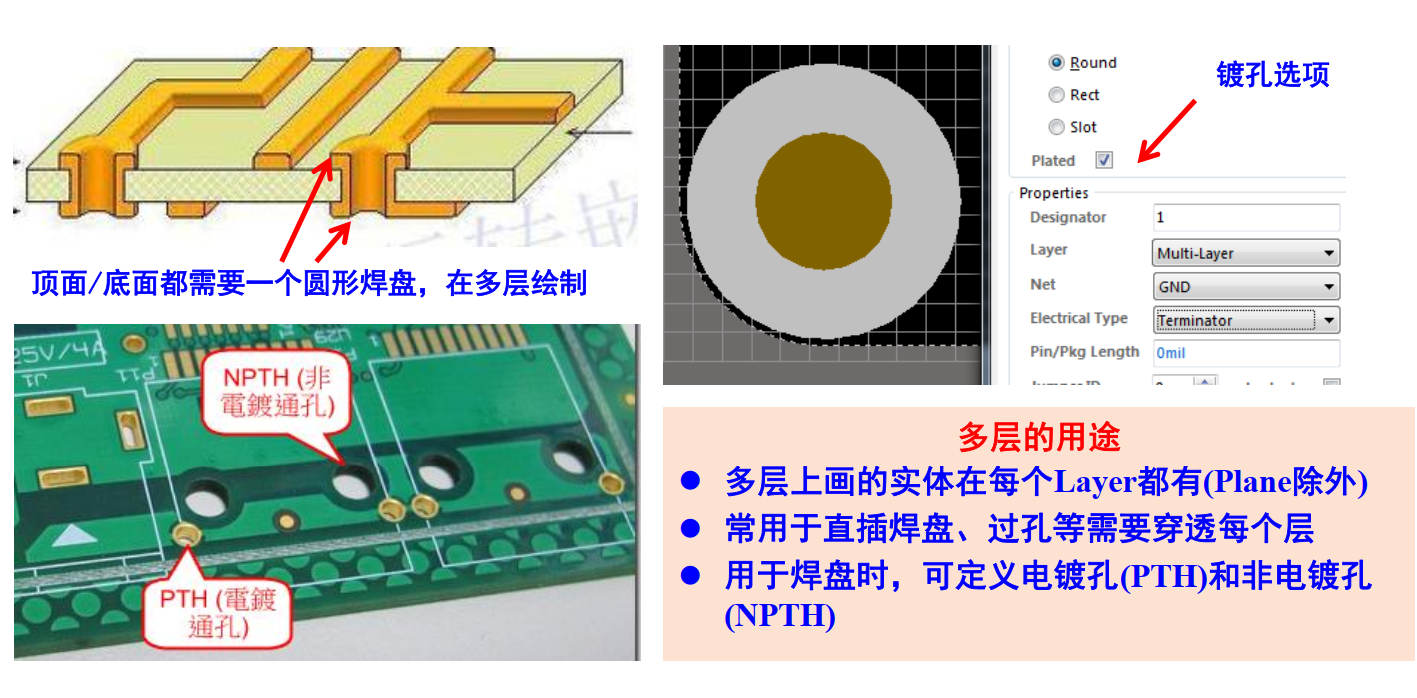 顶面/底面都需要一个圆形焊盘，在多层绘制
Round
Rect
Slot
Plated
镀孔选项
Properties
Designator
1
Layer
Multi-Layer
Net
GND
Electrical Type
Terminator
Pin/Pkg Length
0mil
25V/4A
J1
P11
U29
1
NPTH (非
電鍍通孔)
PTH (電鍍
通孔)
多层的用途
● 多层上画的实体在每个Layer都有(Plane除外)
● 常用于直插焊盘、过孔等需要穿透每个层
● 用于焊盘时，可定义电镀孔(PTH)和非电镀孔
(NPTH)